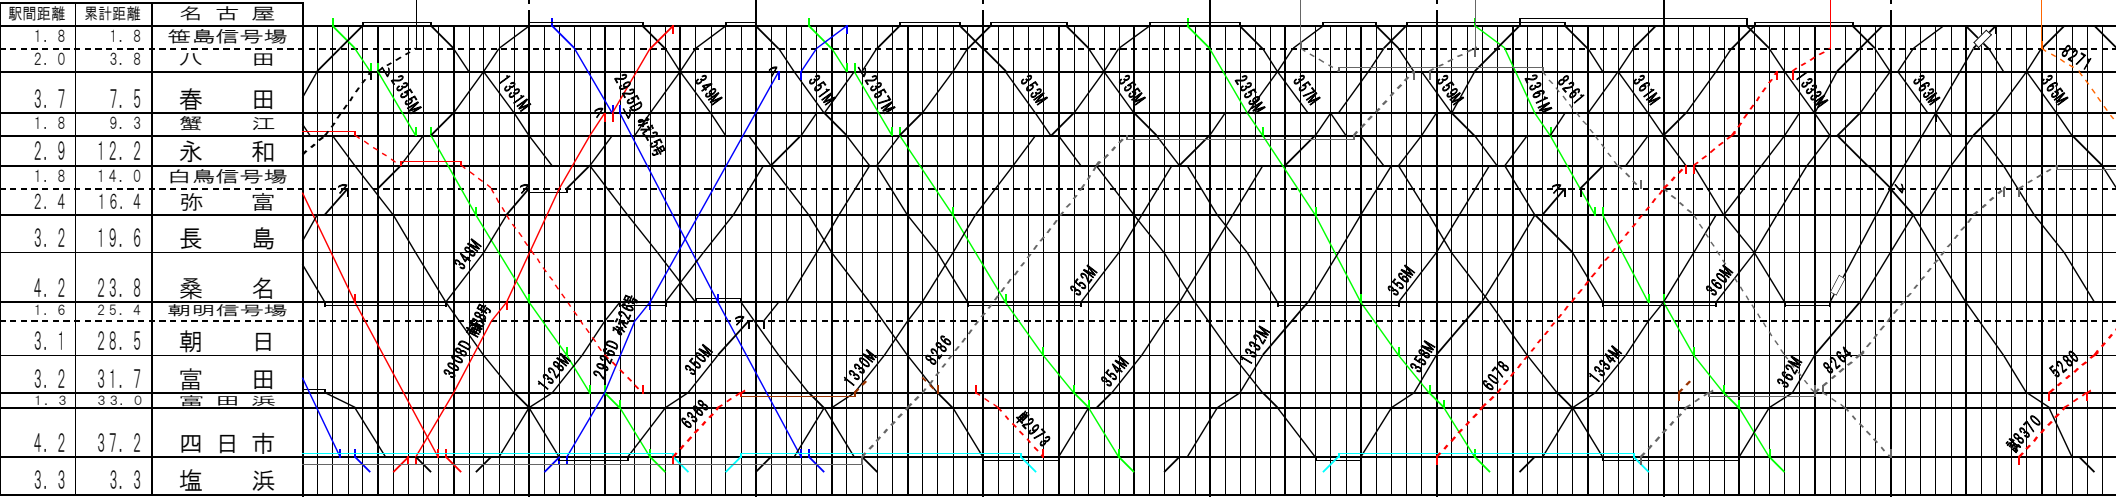 駅間距離 累計距離 名古屋
1.8 1.8 笹島信号場
2.0 3.8 八田
3.7 7.5 春田
1.8 9.3 蟹江
2.9 12.2 永和
1.8 14.0 白鳥信号場
2.4 16.4 弥富
3.2 19.6 長島
4.2 23.8 桑名
1.6 25.4 朝明信号場
3.1 28.5 朝日
3.2 31.7 富田
1.3 33.0 富田浜
4.2 37.2 四日市
3.3 3.3 塩浜
2355M
1331M
2925D
349M
351M
2357M
353M
355M
2359M
357M
359M
2361M
8261
361M
1333M
363M
365M
8271
348M
3008D
1328M
2926D
350M
1330M
8286
352M
354M
1332M
356M
358M
6078
1334M
360M
362M
8264
5280
6368